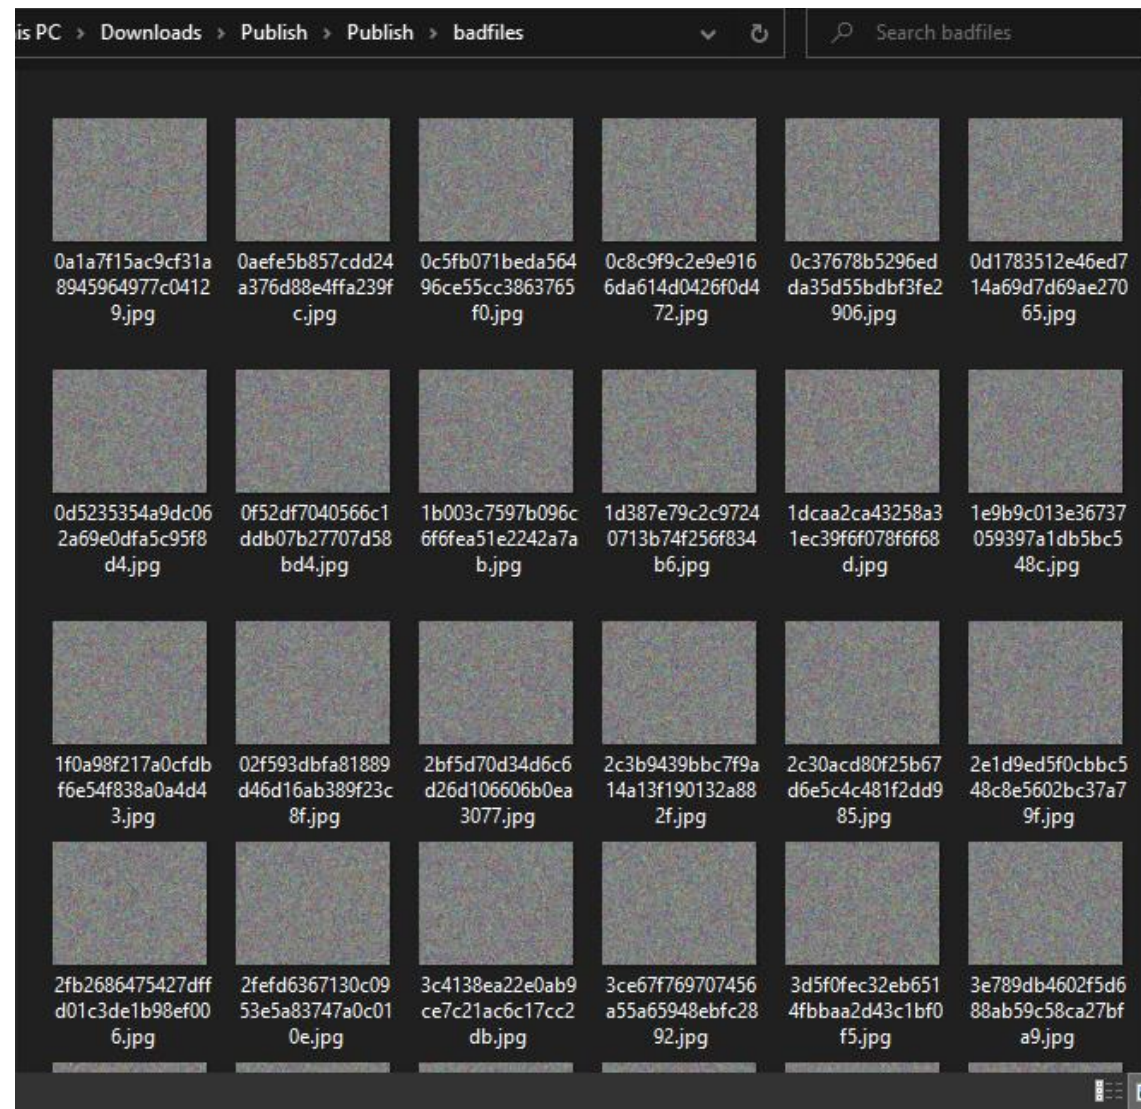 is PC > Downloads > Publish > Publish > badfiles
Search badfiles
0a1a7f15ac9cf31a
8945964977c0412
9.jpg
0aefe5b857cdd24
a376d88e4ffa239f
c.jpg
0c5fb071beda564
96ce55cc3863765
f0.jpg
0c8c9f9c2e9e916
6da614d0426f0d4
72.jpg
0c37678b5296ed
da35d55bdbf3fe2
906.jpg
0d1783512e46ed7
14a69d7d69ae270
65.jpg
0d5235354a9dc06
2a69e0dfa5c95f8
d4.jpg
0f52df7040566c1
ddb07b27707d58
bd4.jpg
1b003c7597b096c
6f6fea51e2242a7a
b.jpg
1d387e79c2c9724
0713b74f256f834
b6.jpg
1dcaa2ca43258a3
1ec39f6f078f6f68
d.jpg
1e9b9c013e36737
059397a1db5bc5
48c.jpg
1f0a98f217a0cfdb
f6e54f838a0a4d4
3.jpg
02f593dbfa81889
d46d16ab389f23c
8f.jpg
2bf5d70d34d6c6
d26d106606b0ea
3077.jpg
2c3b9439bbc7f9a
14a13f190132a88
2f.jpg
2c30acd80f25b67
d6e5c4c481f2dd9
85.jpg
2e1d9ed5f0cbbc5
48c8e5602bc37a7
9f.jpg
2fb2686475427dff
d01c3de1b98ef00
6.jpg
2fefd6367130c09
53e5a83747a0c01
0e.jpg
3c4138ea22e0ab9
ce7c21ac6c17cc2
db.jpg
3ce67f769707456
a55a65948ebfc28
92.jpg
3d5f0fec32eb651
4fbbaa2d43c1bf0
f5.jpg
3e789db4602f5d6
88ab59c58ca27bf
a9.jpg